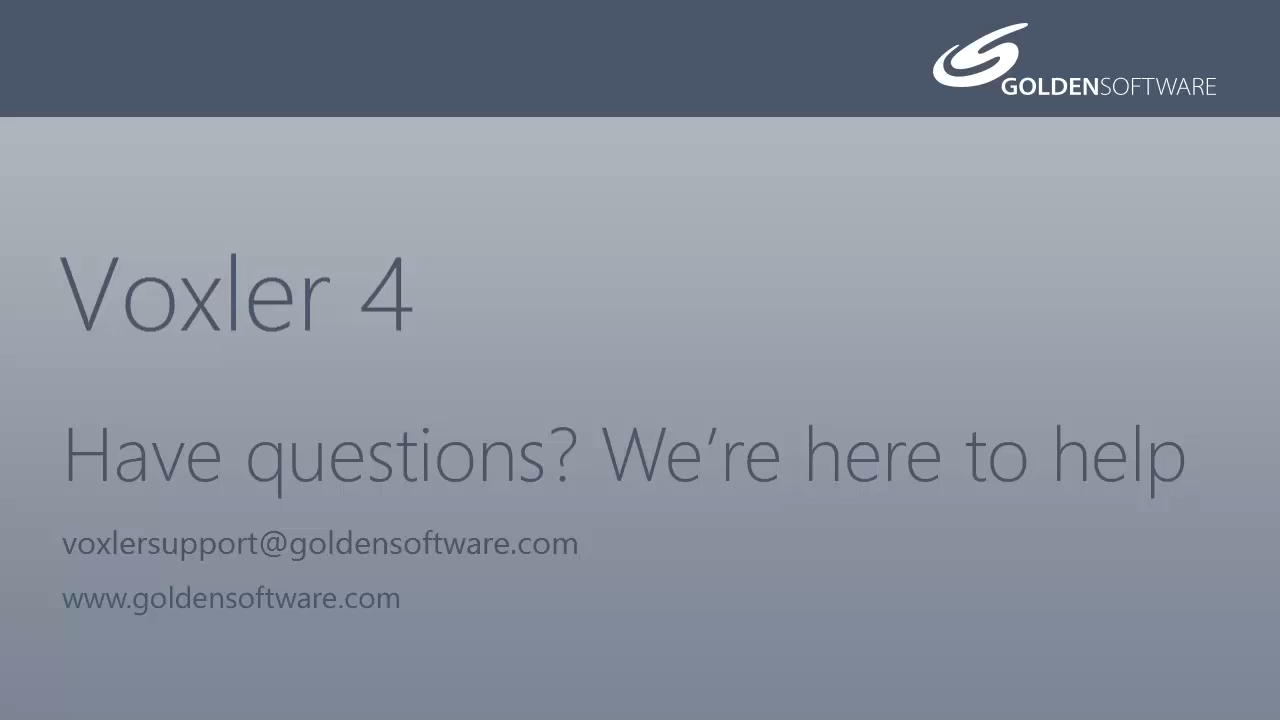 GOLDENSOFTWARE
Voxler 4
Have questions? We’re here to help
voxlersupport@goldensoftware.com
www.goldensoftware.com